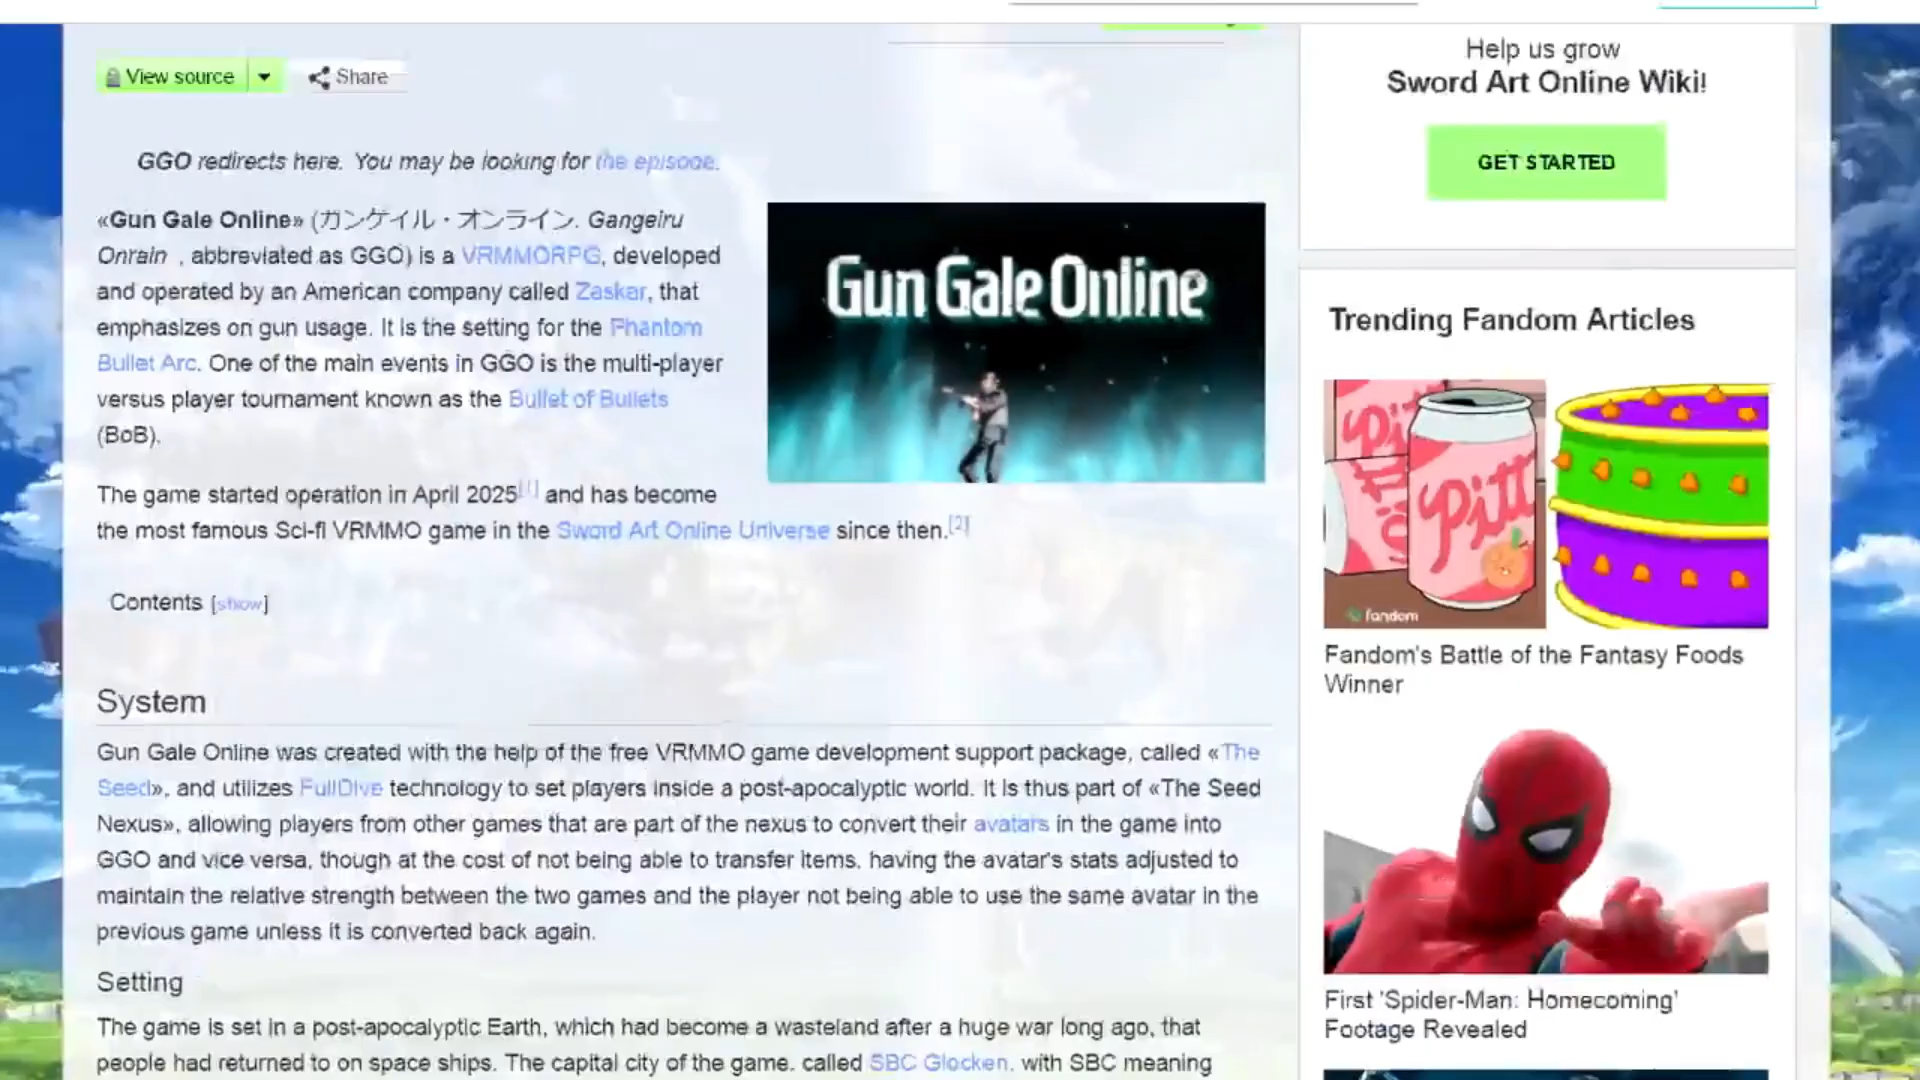 View source
Share
GGO redirects here. You may be looking for the episode.
«Gun Gale Online» (ガンゲイル・オンライン, Gangeiru
Onrain , abbreviated as GGO) is a VRMMORPG, developed
and operated by an American company called Zaskar, that
emphasizes on gun usage. It is the setting for the Phantom
Bullet Arc. One of the main events in GGO is the multi-player
versus player tournament known as the Bullet of Bullets
(BoB).
Gun Gale Online
The game started operation in April 2025[1] and has become
the most famous Sci-fi VRMMO game in the Sword Art Online Universe since then.[2]
Contents [show]
System
Gun Gale Online was created with the help of the free VRMMO game development support package, called «The
Seed», and utilizes FullDive technology to set players inside a post-apocalyptic world. It is thus part of «The Seed
Nexus», allowing players from other games that are part of the nexus to convert their avatars in the game into
GGO and vice versa, though at the cost of not being able to transfer items, having the avatar's stats adjusted to
maintain the relative strength between the two games and the player not being able to use the same avatar in the
previous game unless it is converted back again.
Setting
The game is set in a post-apocalyptic Earth, which had become a wasteland after a huge war long ago, that
people had returned to on space ships. The capital city of the game, called SBC Glocken, with SBC meaning
Help us grow
Sword Art Online Wiki!
GET STARTED
Trending Fandom Articles
Pitt
fandom
Fandom's Battle of the Fantasy Foods
Winner
First 'Spider-Man: Homecoming'
Footage Revealed